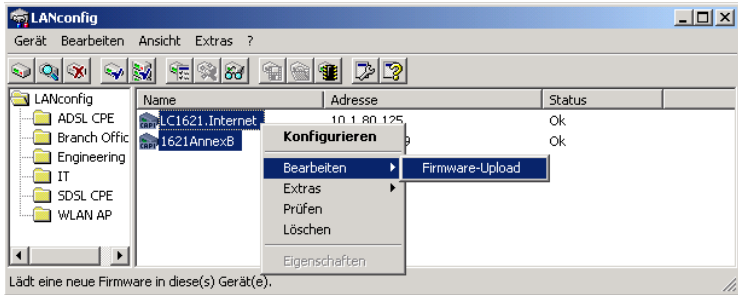 LANconfig
Gerät Bearbeiten Ansicht Extras ?
LANconfig
ADSL CPE
Branch Offic
Engineering
IT
SDSL CPE
WLAN AP
Name Adresse Status
LC1621.Internet 10.1.80.125 Ok
1621AnnexB 9 Ok
Konfigurieren
Bearbeiten Firmware-Upload
Extras
Prüfen
Löschen
Eigenschaften
Lädt eine neue Firmware in diese(s) Gerät(e).